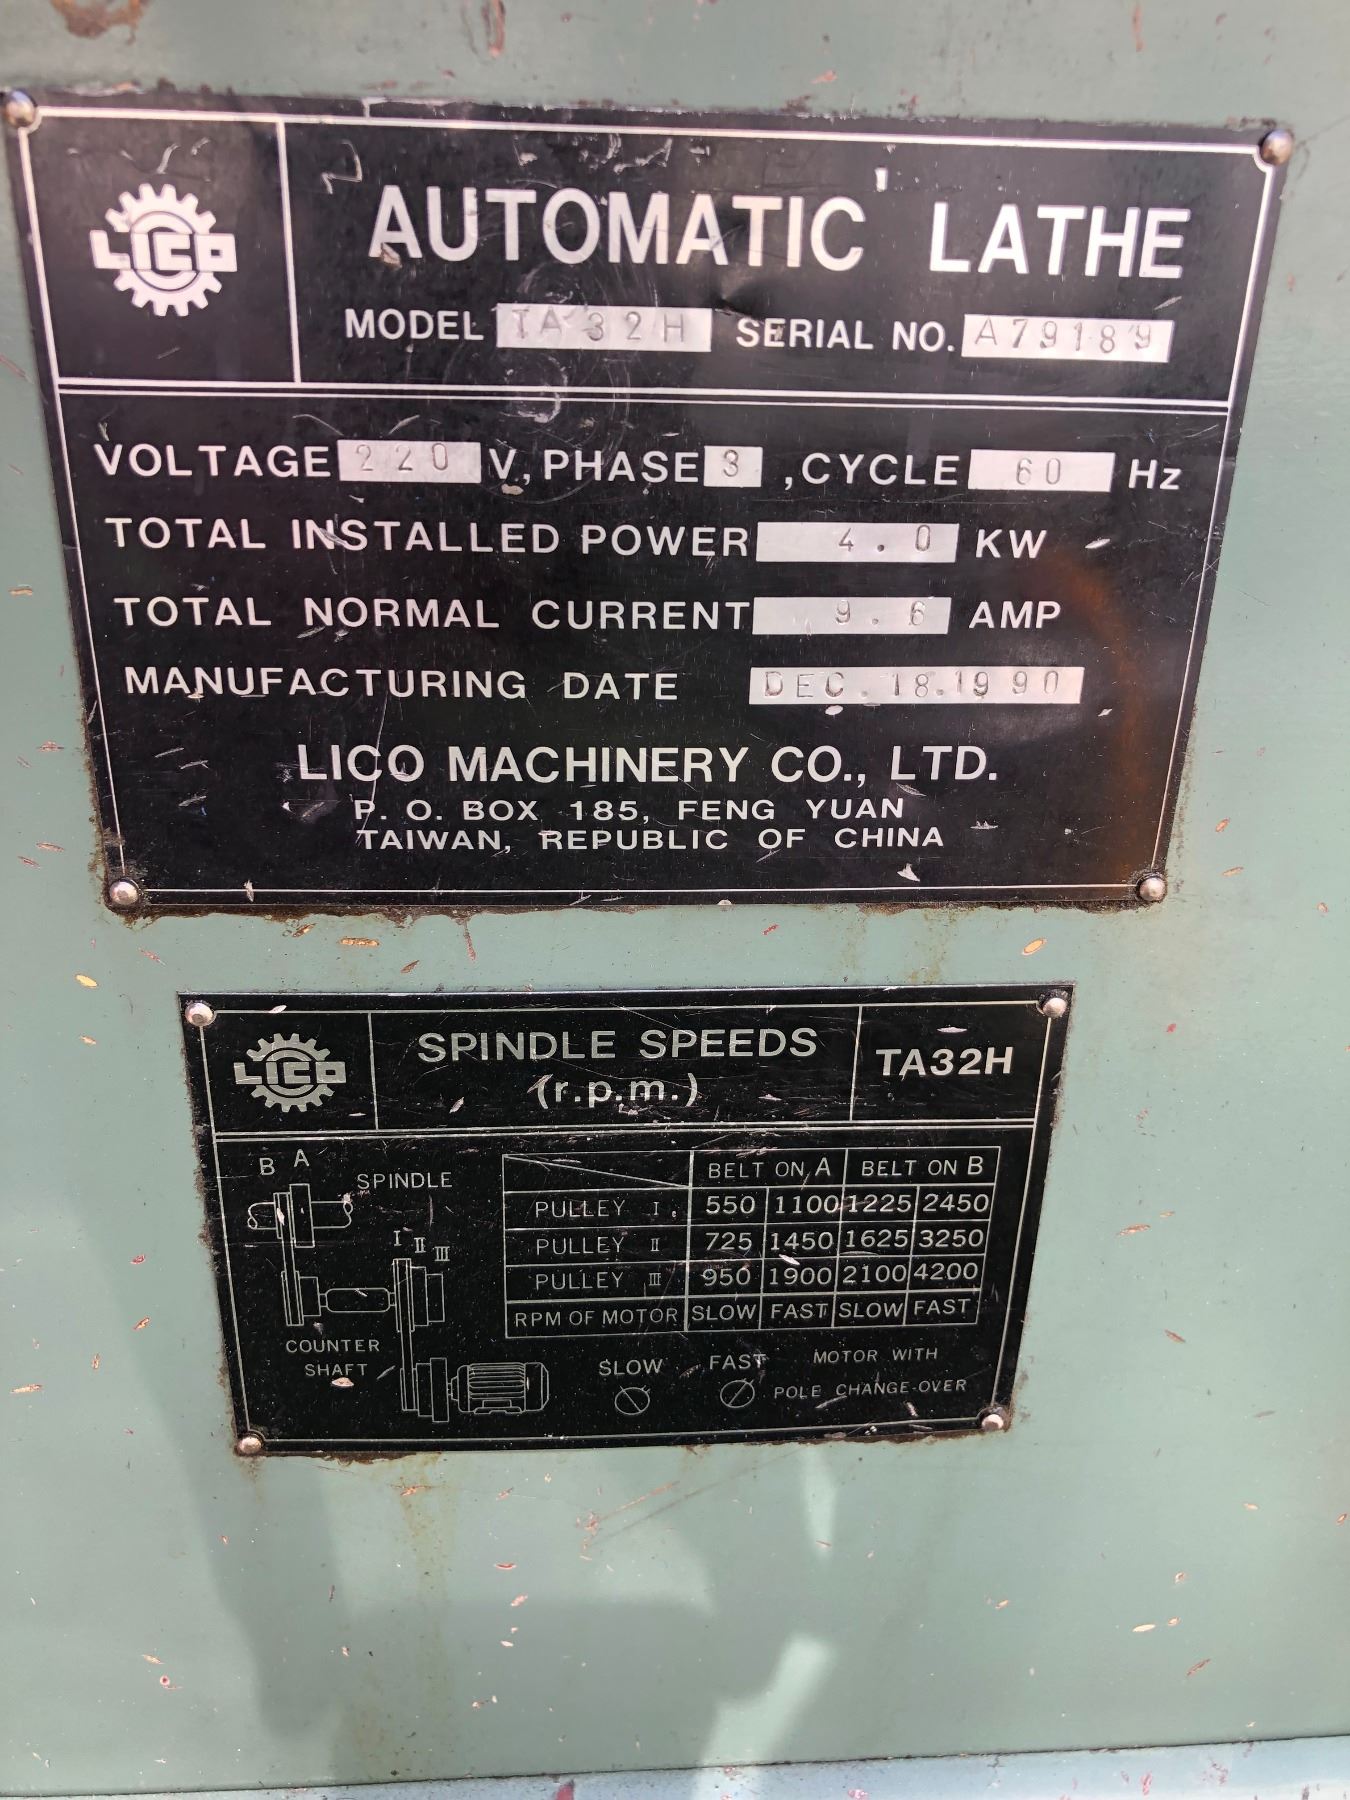 LICO
AUTOMATIC LATHE
MODEL TA32H SERIAL NO. A79189
VOLTAGE 220 V, PHASE 3 , CYCLE 60 Hz
TOTAL INSTALLED POWER 4.0 KW
TOTAL NORMAL CURRENT 9.6 AMP
MANUFACTURING DATE DEC.18.1990
LICO MACHINERY CO., LTD.
P. O. BOX 185, FENG YUAN
TAIWAN, REPUBLIC OF CHINA
LICO
SPINDLE SPEEDS
(r.p.m.)
TA32H
B A
SPINDLE
I II III
COUNTER
SHAFT
BELT ON A BELT ON B
PULLEY I 550 1100 1225 2450
PULLEY II 725 1450 1625 3250
PULLEY III 950 1900 2100 4200
RPM OF MOTOR SLOW FAST SLOW FAST
SLOW FAST MOTOR WITH
POLE CHANGE-OVER